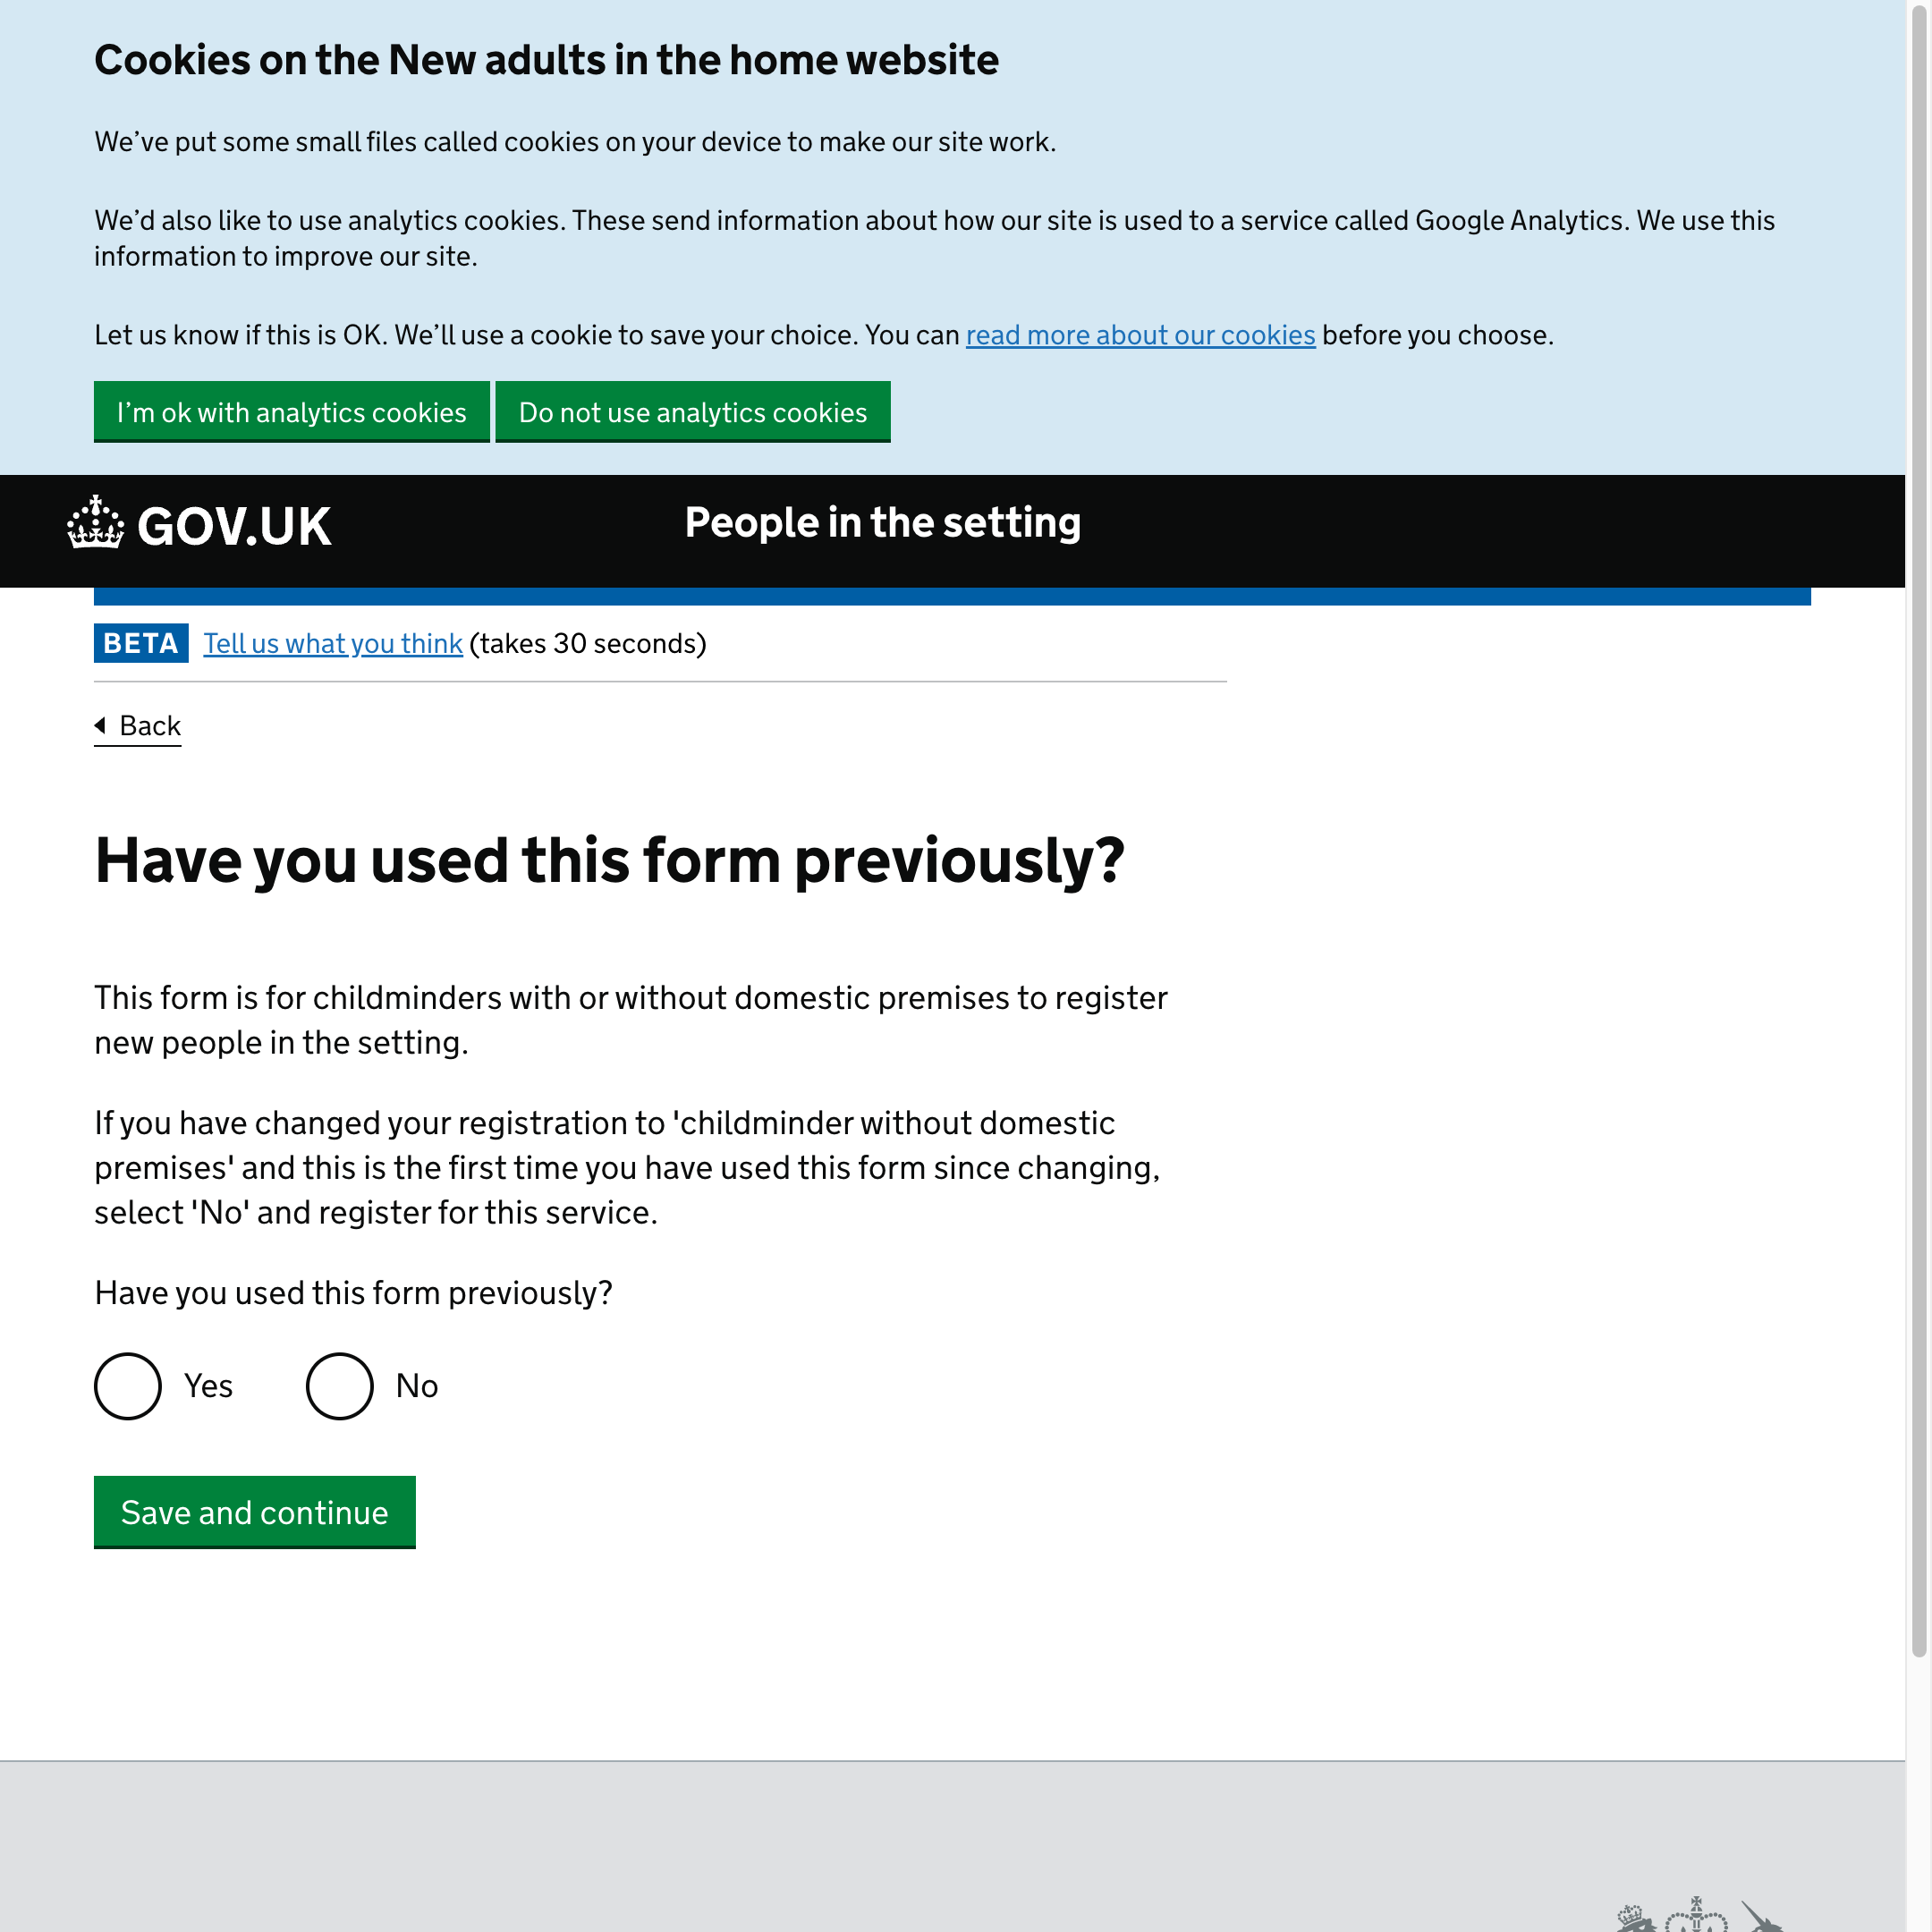 Cookies on the New adults in the home website
We’ve put some small files called cookies on your device to make our site work.
We’d also like to use analytics cookies. These send information about how our site is used to a service called Google Analytics. We use this
information to improve our site.
Let us know if this is OK. We’ll use a cookie to save your choice. You can read more about our cookies before you choose.
I’m ok with analytics cookies
Do not use analytics cookies
GOV.UK
People in the setting
BETA
Tell us what you think (takes 30 seconds)
Back
Have you used this form previously?
This form is for childminders with or without domestic premises to register
new people in the setting.
If you have changed your registration to 'childminder without domestic
premises' and this is the first time you have used this form since changing,
select 'No' and register for this service.
Have you used this form previously?
Yes
No
Save and continue